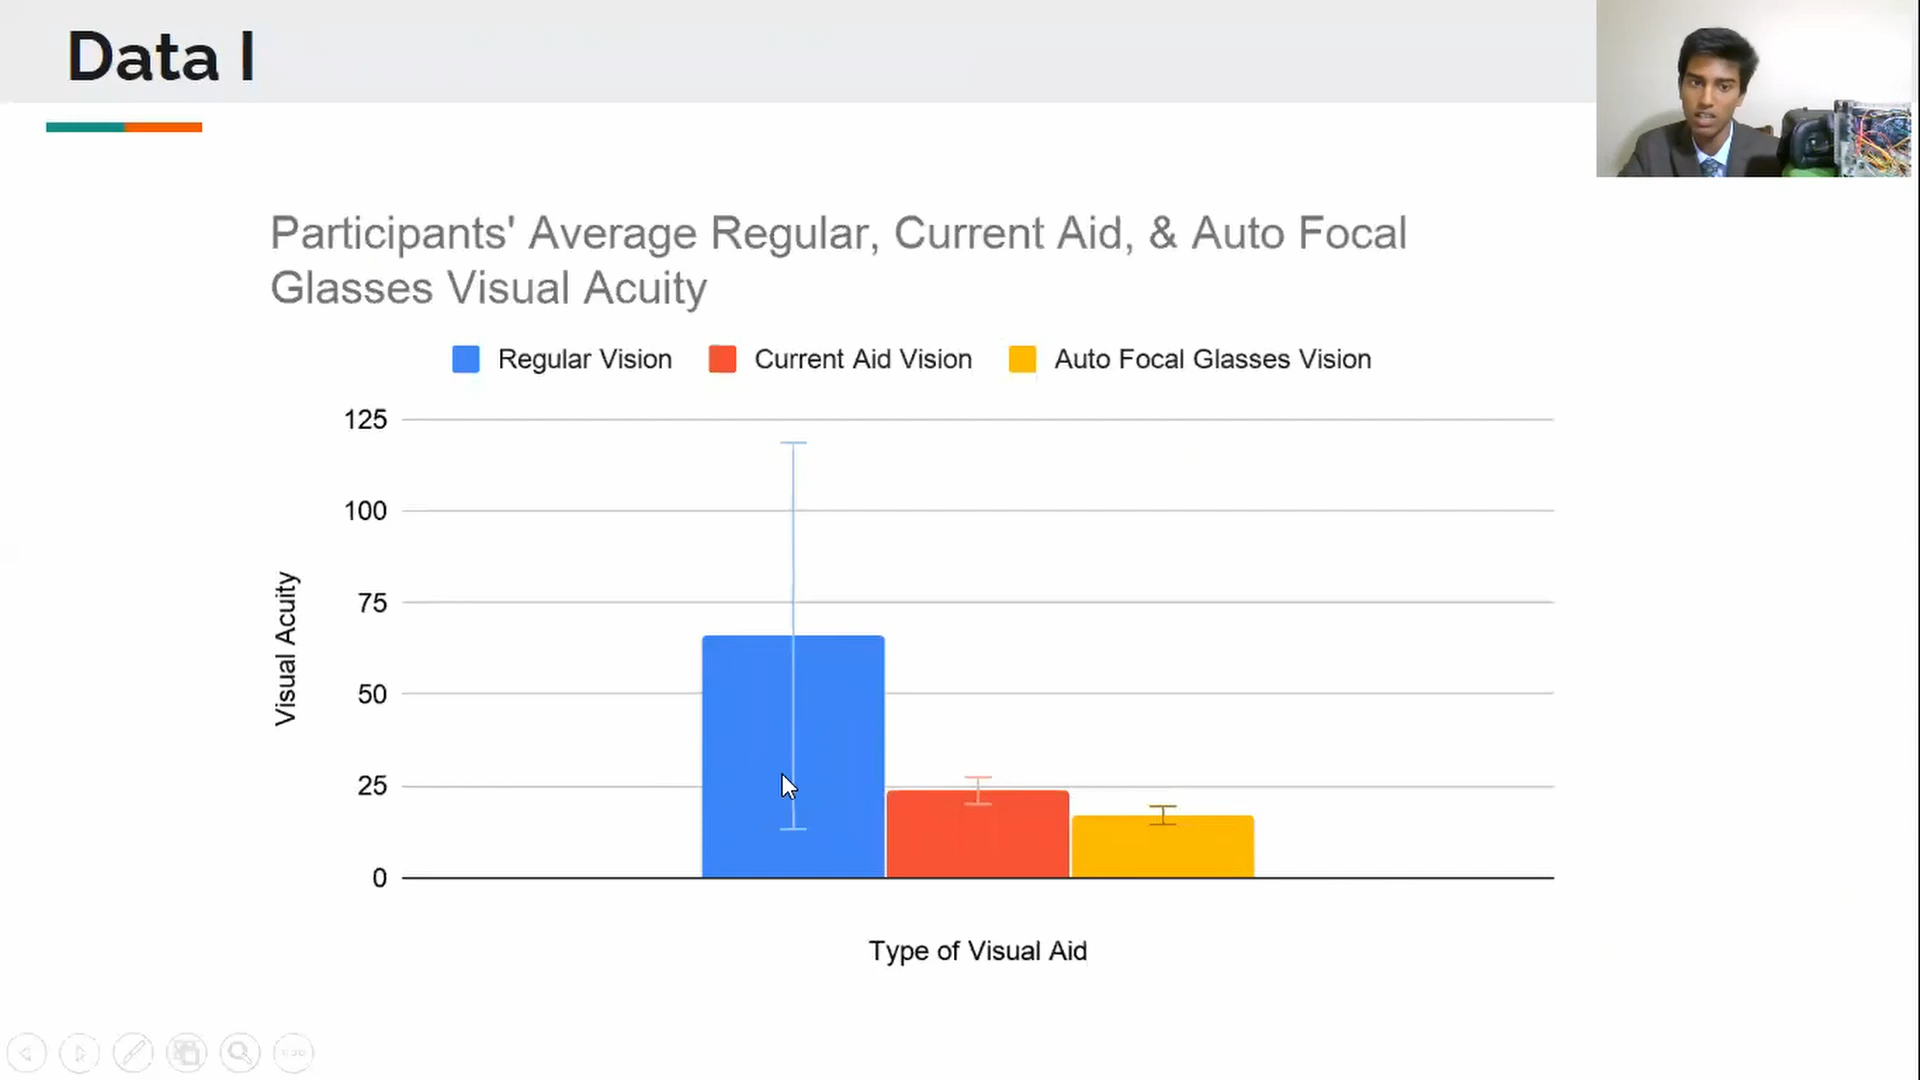 Data I
Participants' Average Regular, Current Aid, & Auto Focal
Glasses Visual Acuity
Regular Vision Current Aid Vision Auto Focal Glasses Vision
125
100
75
50
25
0
Visual Acuity
Type of Visual Aid